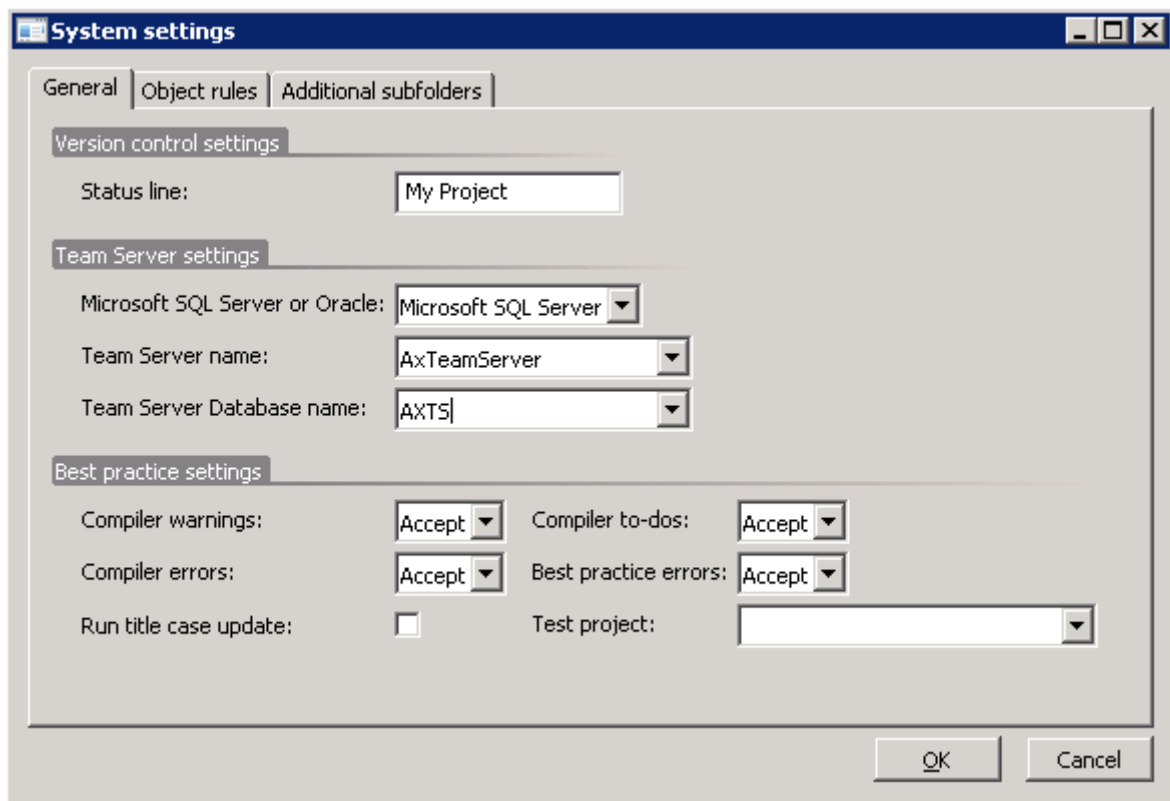 System settings
General Object rules Additional subfolders
Version control settings
Status line: My Project
Team Server settings
Microsoft SQL Server or Oracle: Microsoft SQL Server
Team Server name: AxTeamServer
Team Server Database name: AXTS
Best practice settings
Compiler warnings: Accept Compiler to-dos: Accept
Compiler errors: Accept Best practice errors: Accept
Run title case update: Test project:
OK Cancel